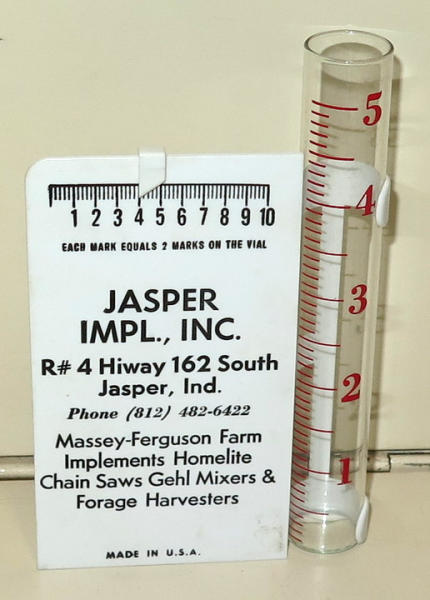 1 2 3 4 5 6 7 8 9 10
EACH MARK EQUALS 2 MARKS ON THE VIAL
JASPER
IMPL., INC.
R# 4 Hiway 162 South
Jasper, Ind.
Phone (812) 482-6422
Massey-Ferguson Farm
Implements Homelite
Chain Saws Gehl Mixers &
Forage Harvesters
MADE IN U.S.A.
5
4
3
2
1